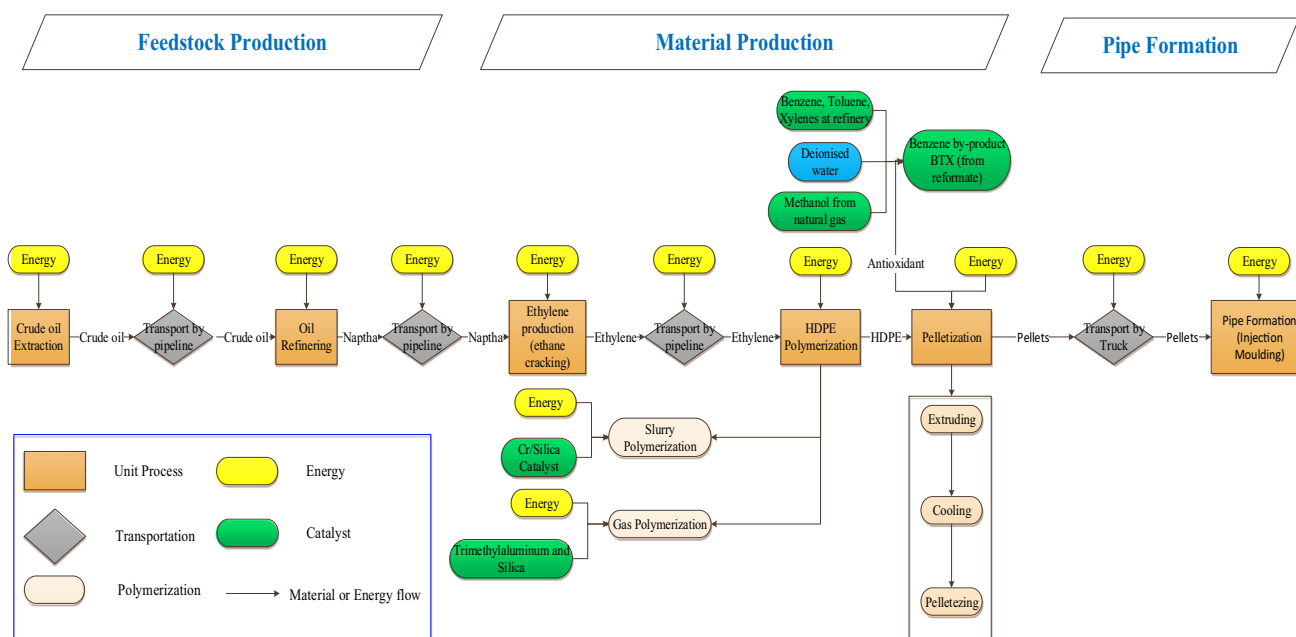 Feedstock Production
Material Production
Pipe Formation
Benzene, Toluene,
Xylenes at refinery
Deionised
water
Methanol from
natural gas
Benzene by-product
BTX (from
reformate)
Energy
Energy
Energy
Energy
Energy
Energy
Energy
Antioxidant
Energy
Energy
Energy
Crude oil
Extraction
Crude oil
Transport by
pipeline
Crude oil
Oil
Refinering
Naptha
Transport by
pipeline
Naptha
Ethylene
production
(ethane
cracking)
Ethylene
Transport by
pipeline
Ethylene
HDPE
Polymerization
HDPE
Pelletization
Pellets
Transport by
Truck
Pellets
Pipe Formation
(Injection
Moulding)
Energy
Cr/Silica
Catalyst
Slurry
Polymerization
Energy
Trimethylaluminum and
Silica
Gas Polymerization
Extruding
Cooling
Pelletezing
Unit Process
Energy
Transportation
Catalyst
Polymerization
Material or Energy flow